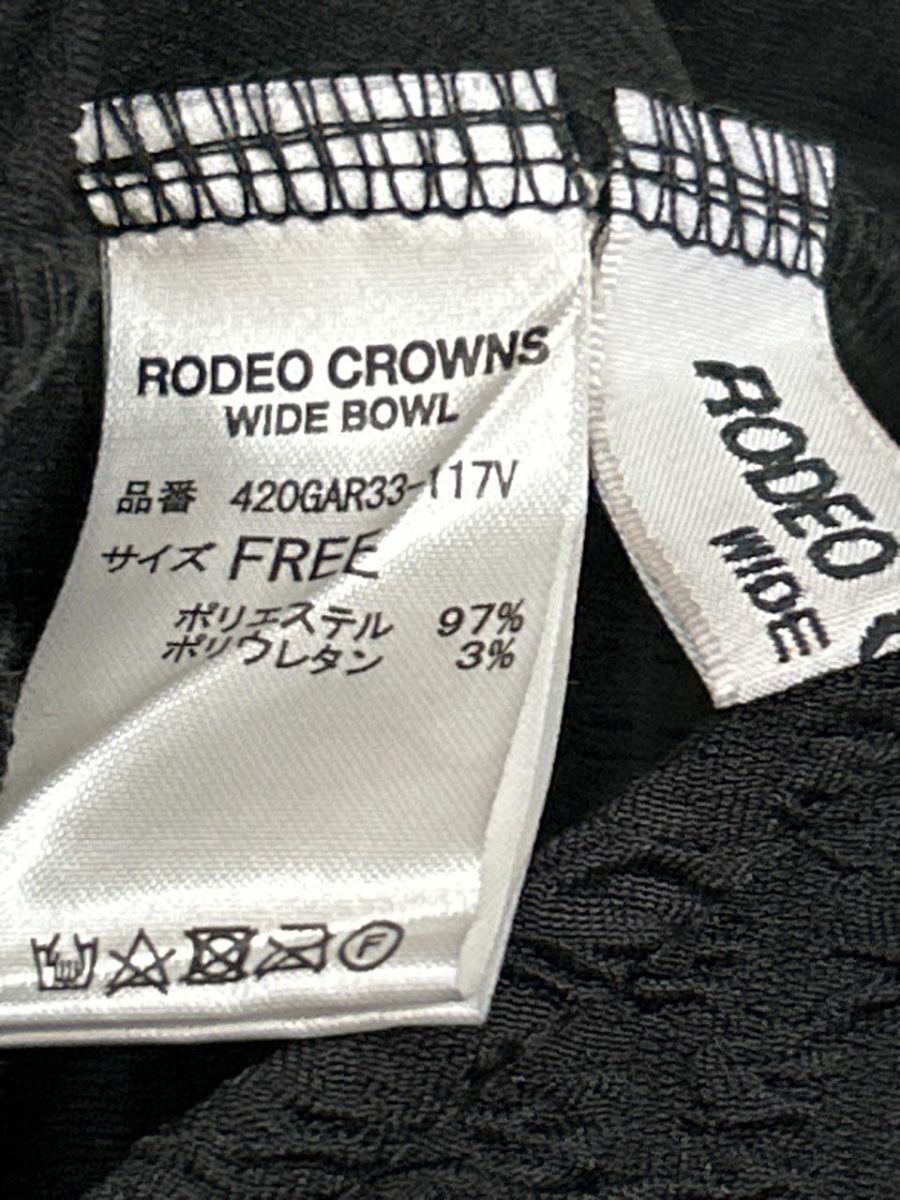 RODEO CROWNS
WIDE BOWL
品番 420GAR33-117V
サイズ FREE
ポリエステル 97%
ポリウレタン 3%
F
RODEO
WIDE